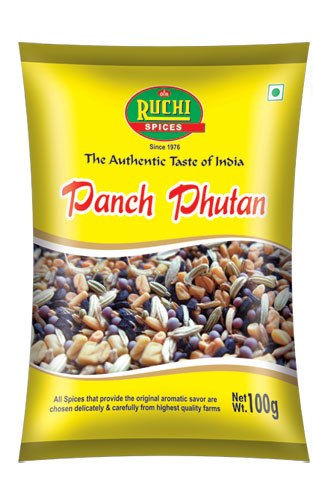 ofm
RUCHI
SPICES
Since 1976
The Authentic Taste of India
Panch Phutan
All Spices that provide the original aromatic savor are
chosen delicately & carefully from highest quality farms
Net
Wt. 100g